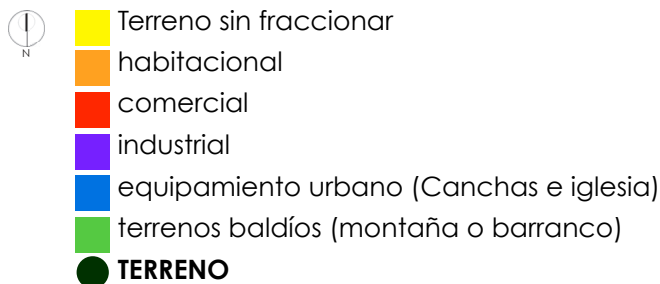 Terreno sin fraccionar
N
habitacional
comercial
industrial
equipamiento urbano (Canchas e iglesia)
terrenos baldíos (montaña o barranco)
TERRENO